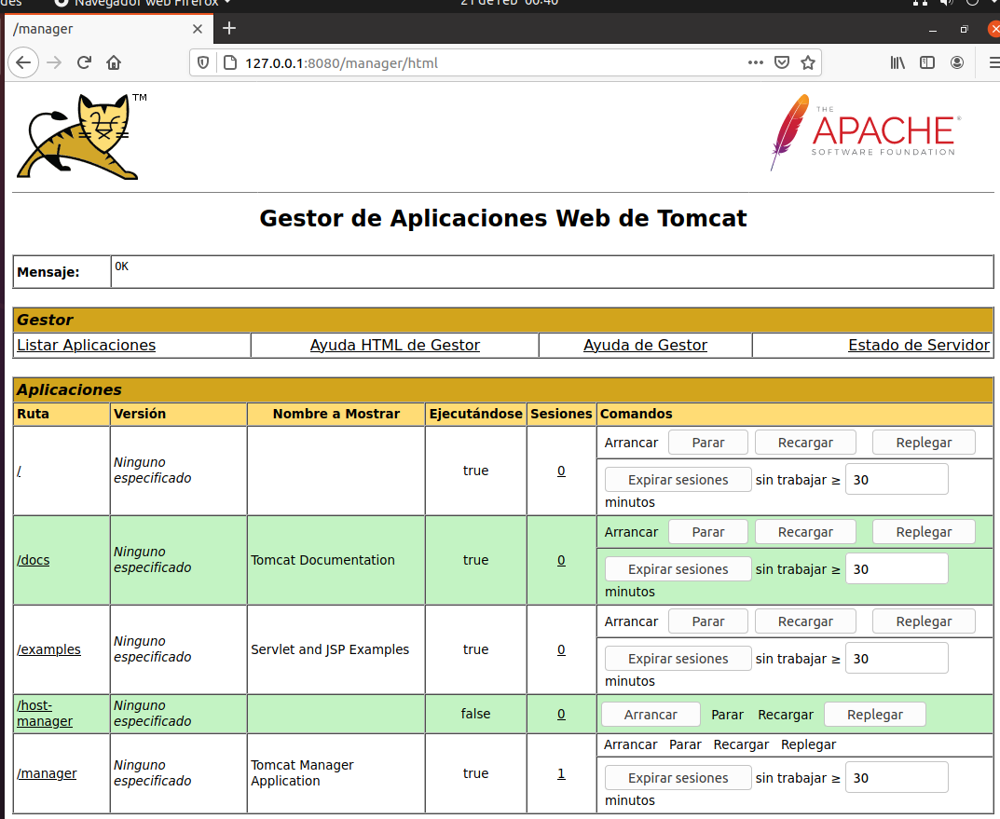 des Navegador web Firefox 21 de feb 00:40
/manager
127.0.0.1:8080/manager/html
TM
THE
APACHE®
SOFTWARE FOUNDATION
Gestor de Aplicaciones Web de Tomcat
Mensaje: OK
Gestor
Listar Aplicaciones Ayuda HTML de Gestor Ayuda de Gestor Estado de Servidor
Aplicaciones
Ruta Versión Nombre a Mostrar Ejecutándose Sesiones Comandos
/ Ninguno especificado true 0 Arrancar Parar Recargar Replegar
Expirar sesiones sin trabajar ≥ 30
minutos
/docs Ninguno especificado Tomcat Documentation true 0 Arrancar Parar Recargar Replegar
Expirar sesiones sin trabajar ≥ 30
minutos
/examples Ninguno especificado Servlet and JSP Examples true 0 Arrancar Parar Recargar Replegar
Expirar sesiones sin trabajar ≥ 30
minutos
/host-
manager Ninguno especificado false 0 Arrancar Parar Recargar Replegar
/manager Ninguno especificado Tomcat Manager Application true 1 Arrancar Parar Recargar Replegar
Expirar sesiones sin trabajar ≥ 30
minutos